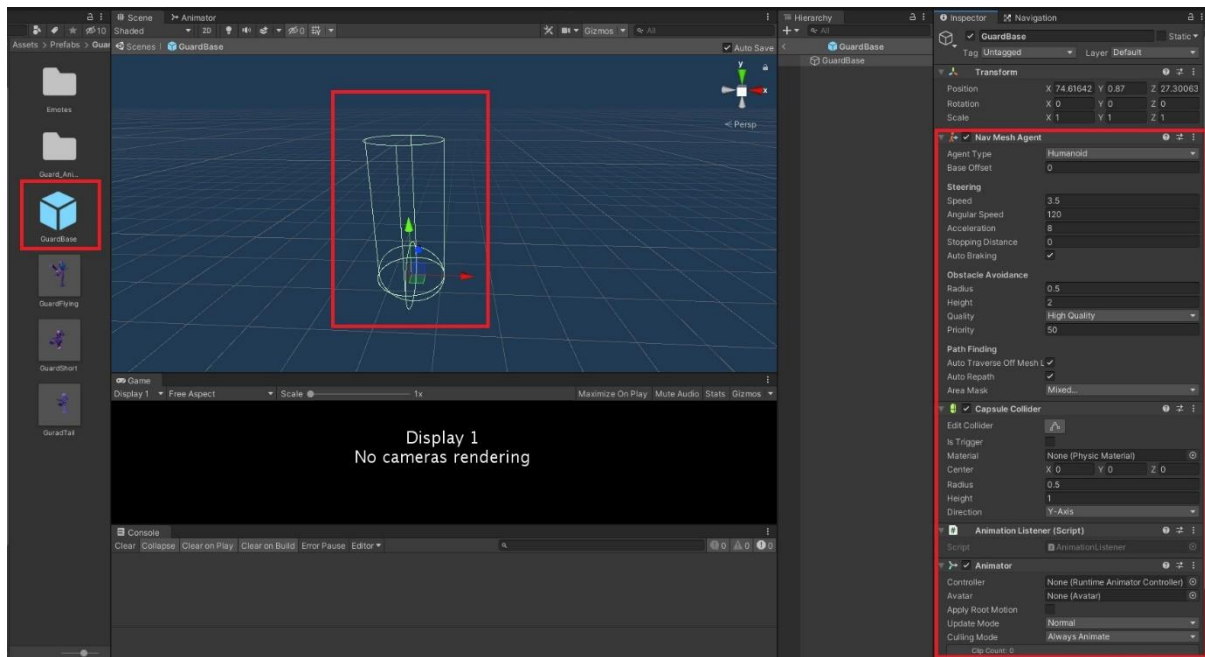 Scene
Animator
Shaded
2D
0
Gizmos
All
10
Assets > Prefabs > Guar
Scenes | GuardBase
Auto Save
y
x
Persp
Emotes
Guard_Ani...
GuardBase
GuardFlying
GuardShort
GuradTall
Game
Display 1
Free Aspect
Scale
1x
Maximize On Play
Mute Audio
Stats
Gizmos
Display 1
No cameras rendering
Console
Clear
Collapse
Clear on Play
Clear on Build
Error Pause
Editor
0
0
0
Hierarchy
All
GuardBase
GuardBase
Inspector
Navigation
GuardBase
Static
Tag Untagged
Layer Default
Transform
Position X 74.61642 Y 0.87 Z 27.30063
Rotation X 0 Y 0 Z 0
Scale X 1 Y 1 Z 1
Nav Mesh Agent
Agent Type Humanoid
Base Offset 0
Steering
Speed 3.5
Angular Speed 120
Acceleration 8
Stopping Distance 0
Auto Braking
Obstacle Avoidance
Radius 0.5
Height 2
Quality High Quality
Priority 50
Path Finding
Auto Traverse Off Mesh L
Auto Repath
Area Mask Mixed...
Capsule Collider
Edit Collider
Is Trigger
Material None (Physic Material)
Center X 0 Y 0 Z 0
Radius 0.5
Height 1
Direction Y-Axis
Animation Listener (Script)
Script AnimationListener
Animator
Controller None (Runtime Animator Controller)
Avatar None (Avatar)
Apply Root Motion
Update Mode Normal
Culling Mode Always Animate
Clip Count: 0